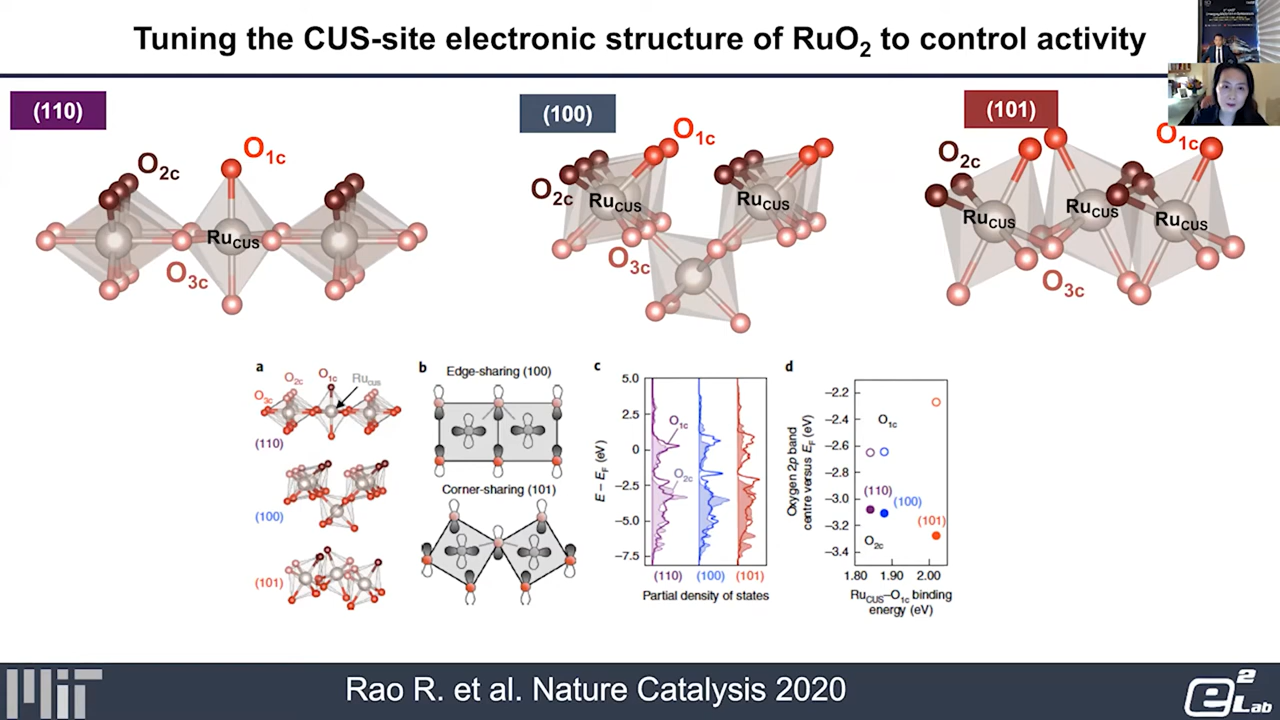 Tuning the CUS-site electronic structure of RuO2 to control activity
(110)
(100)
(101)
O1c
O2c
RuCUS
O3c
O1c
O2c
RuCUS
RuCUS
O3c
O1c
O2c
RuCUS
RuCUS
RuCUS
O3c
a
O2c
O1c
RuCUS
O3c
(110)
(100)
(101)
b
Edge-sharing (100)
Corner-sharing (101)
c
5.0
2.5
0
−2.5
−5.0
−7.5
E − EF (eV)
O1c
O2c
(110)
(100)
(101)
Partial density of states
d
−2.2
−2.4
−2.6
−2.8
−3.0
−3.2
−3.4
Oxygen 2p band
centre versus EF (eV)
O1c
(110)
(100)
(101)
O2c
1.80
1.90
2.00
RuCUS–O1c binding
energy (eV)
MIT
Rao R. et al. Nature Catalysis 2020
e2Lab